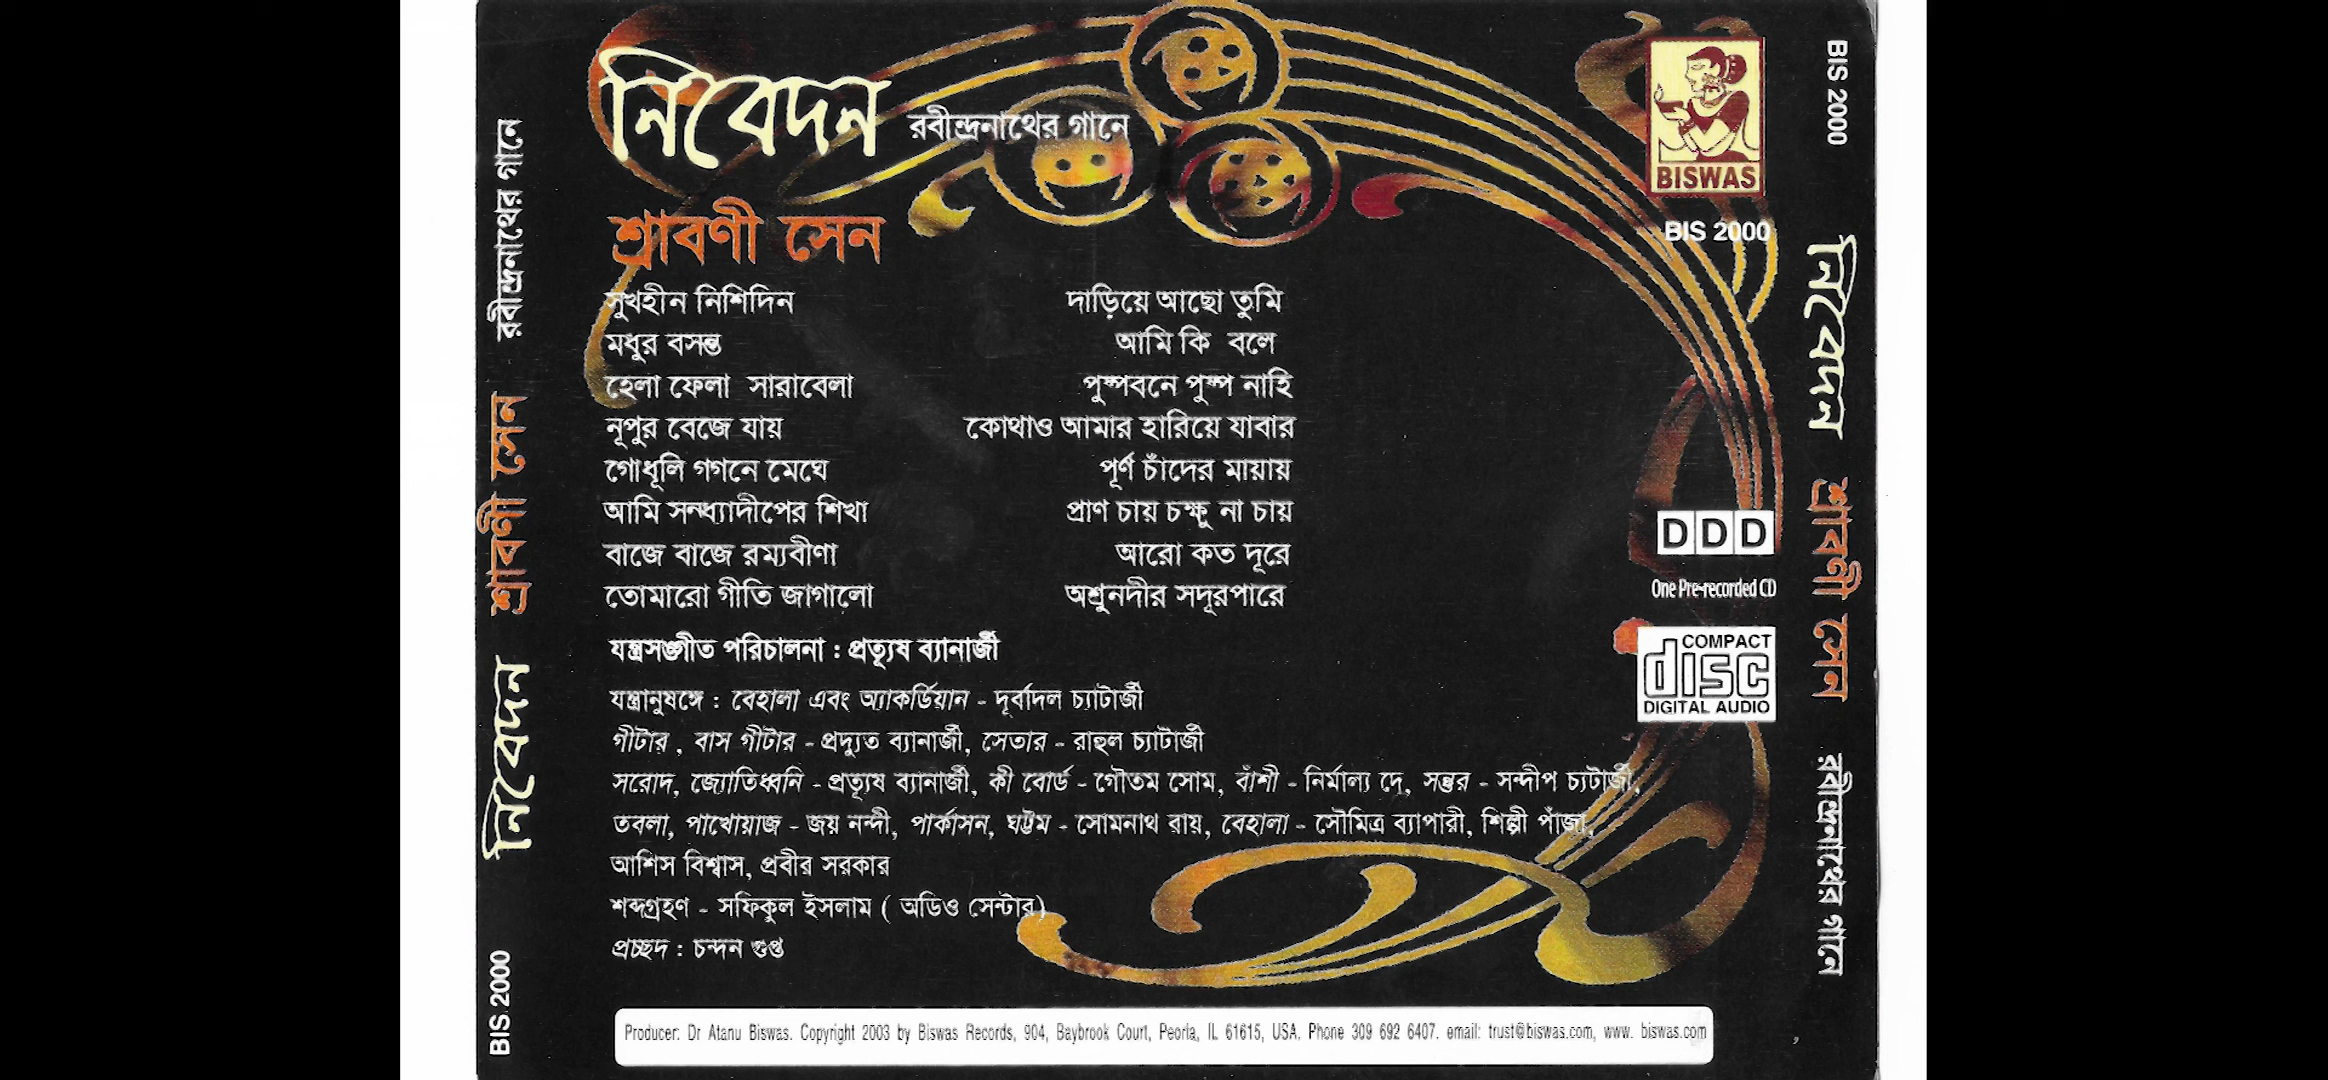 রবীন্দ্রনাথের গানে
শ্রাবণী সেন
নিবেদন
BIS 2000
নিবেদন রবীন্দ্রনাথের গানে
শ্রাবণী সেন
সুখহীন নিশিদিন
মধুর বসন্ত
হেলা ফেলা সারাবেলা
নূপুর বেজে যায়
গোধূলি গগনে মেঘে
আমি সন্ধ্যাদীপের শিখা
বাজে বাজে রম্যবীণা
তোমারো গীতি জাগালো
দাড়িয়ে আছো তুমি
আমি কি বলে
পুষ্পবনে পুষ্প নাহি
কোথাও আমার হারিয়ে যাবার
পূর্ণ চাঁদের মায়ায়
প্রাণ চায় চক্ষু না চায়
আরো কত দূরে
অশ্রুনদীর সদূরপারে
যন্ত্রসঙ্গীত পরিচালনা : প্রত্যূষ ব্যানার্জী
যন্ত্রানুষঙ্গে : বেহালা এবং অ্যাকর্ডিয়ান - দূর্বাদল চ্যাটার্জী
গীটার , বাস গীটার - প্রদ্যুত ব্যানার্জী, সেতার - রাহুল চ্যাটার্জী
সরোদ, জ্যোতিধ্বনি - প্রত্যূষ ব্যানার্জী, কী বোর্ড - গৌতম সোম, বাঁশী - নির্মাল্য দে, সন্তুর - সন্দীপ চ্যটার্জী,
তবলা, পাখোয়াজ - জয় নন্দী, পার্কাসন, ঘট্টম - সোমনাথ রায়, বেহালা - সৌমিত্র ব্যাপারী, শিল্পী পাঁজা,
আশিস বিশ্বাস, প্রবীর সরকার
শব্দগ্রহণ - সফিকুল ইসলাম ( অডিও সেন্টার)
প্রচ্ছদ : চন্দন গুপ্ত
Producer: Dr Atanu Biswas. Copyright 2003 by Biswas Records, 904, Baybrook Court, Peoria, IL 61615, USA. Phone 309 692 6407. email: trust@biswas.com, www. biswas.com
BISWAS
BIS 2000
DDD
One Pre-recorded CD
COMPACT
disc
DIGITAL AUDIO
BIS 2000
নিবেদন
শ্রাবণী সেন
রবীন্দ্রনাথের গানে